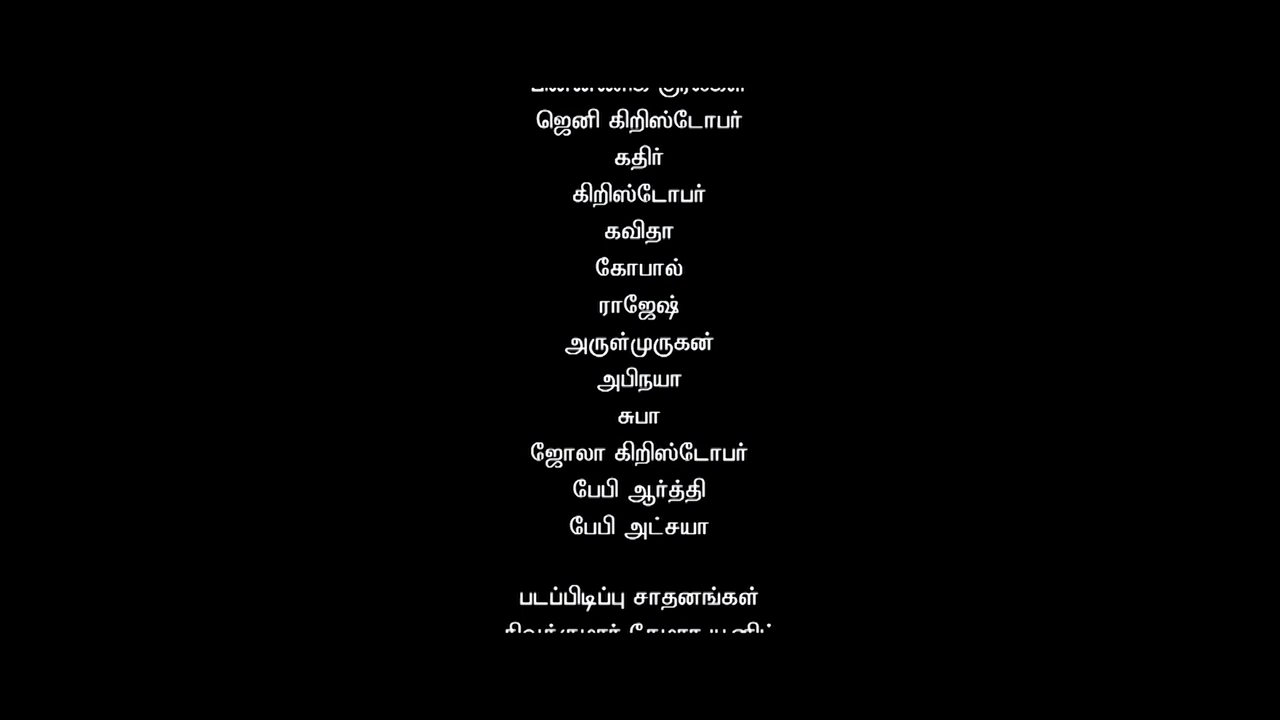 ஜெனி கிறிஸ்டோபர்
கதிர்
கிறிஸ்டோபர்
கவிதா
கோபால்
ராஜேஷ்
அருள்முருகன்
அபிநயா
சுபா
ஜோலா கிறிஸ்டோபர்
பேபி ஆர்த்தி
பேபி அட்சயா
படப்பிடிப்பு சாதனங்கள்